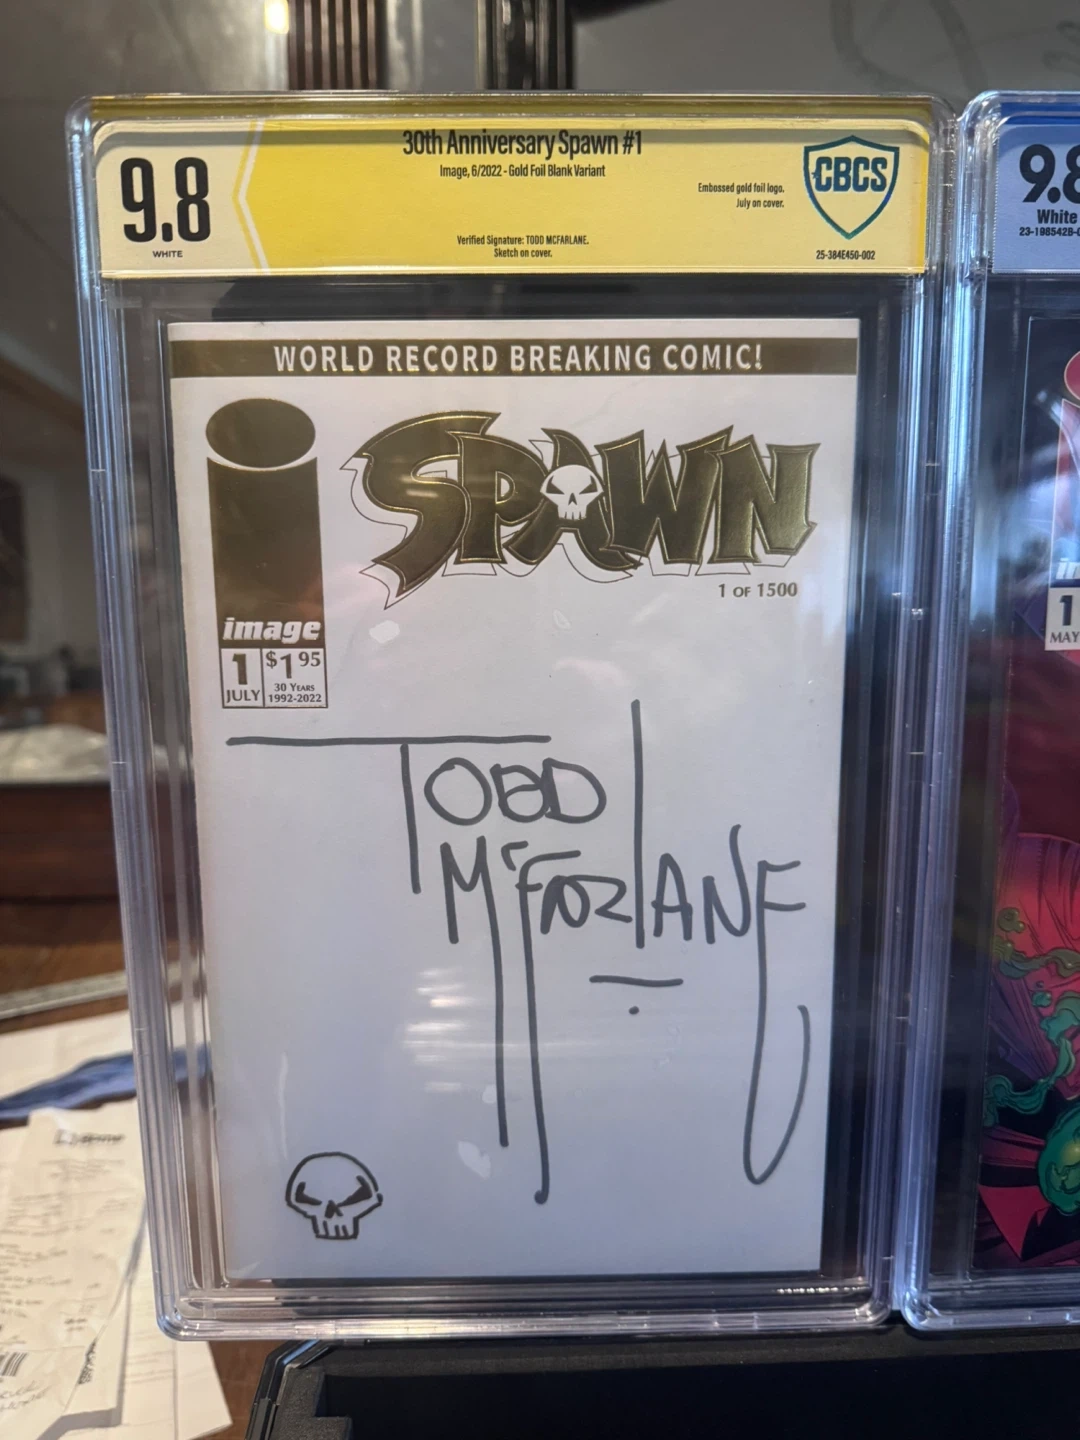 30th Anniversary Spawn #1
Image, 6/2022 - Gold Foil Blank Variant
9.8
WHITE
Embossed gold foil logo.
July on cover.
Verified Signature: TODD MCFARLANE.
Sketch on cover.
CBCS
25-384E450-002
WORLD RECORD BREAKING COMIC!
SPAWN
1 OF 1500
image
1
JULY
$1.95
30 YEARS
1992-2022
TODD
McFARLANE
9.8
White
1
MAY